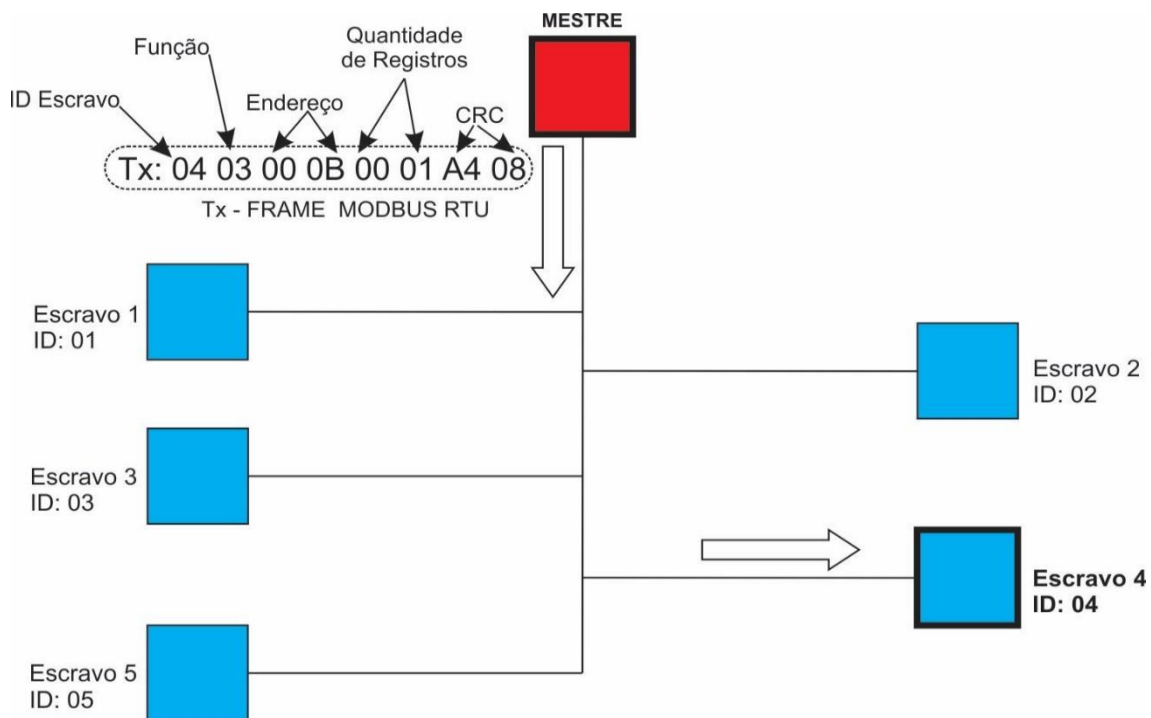 MESTRE
Função
Quantidade
de Registros
ID Escravo
Endereço
CRC
Tx: 04 03 00 0B 00 01 A4 08
Tx - FRAME MODBUS RTU
Escravo 1
ID: 01
Escravo 2
ID: 02
Escravo 3
ID: 03
Escravo 4
ID: 04
Escravo 5
ID: 05